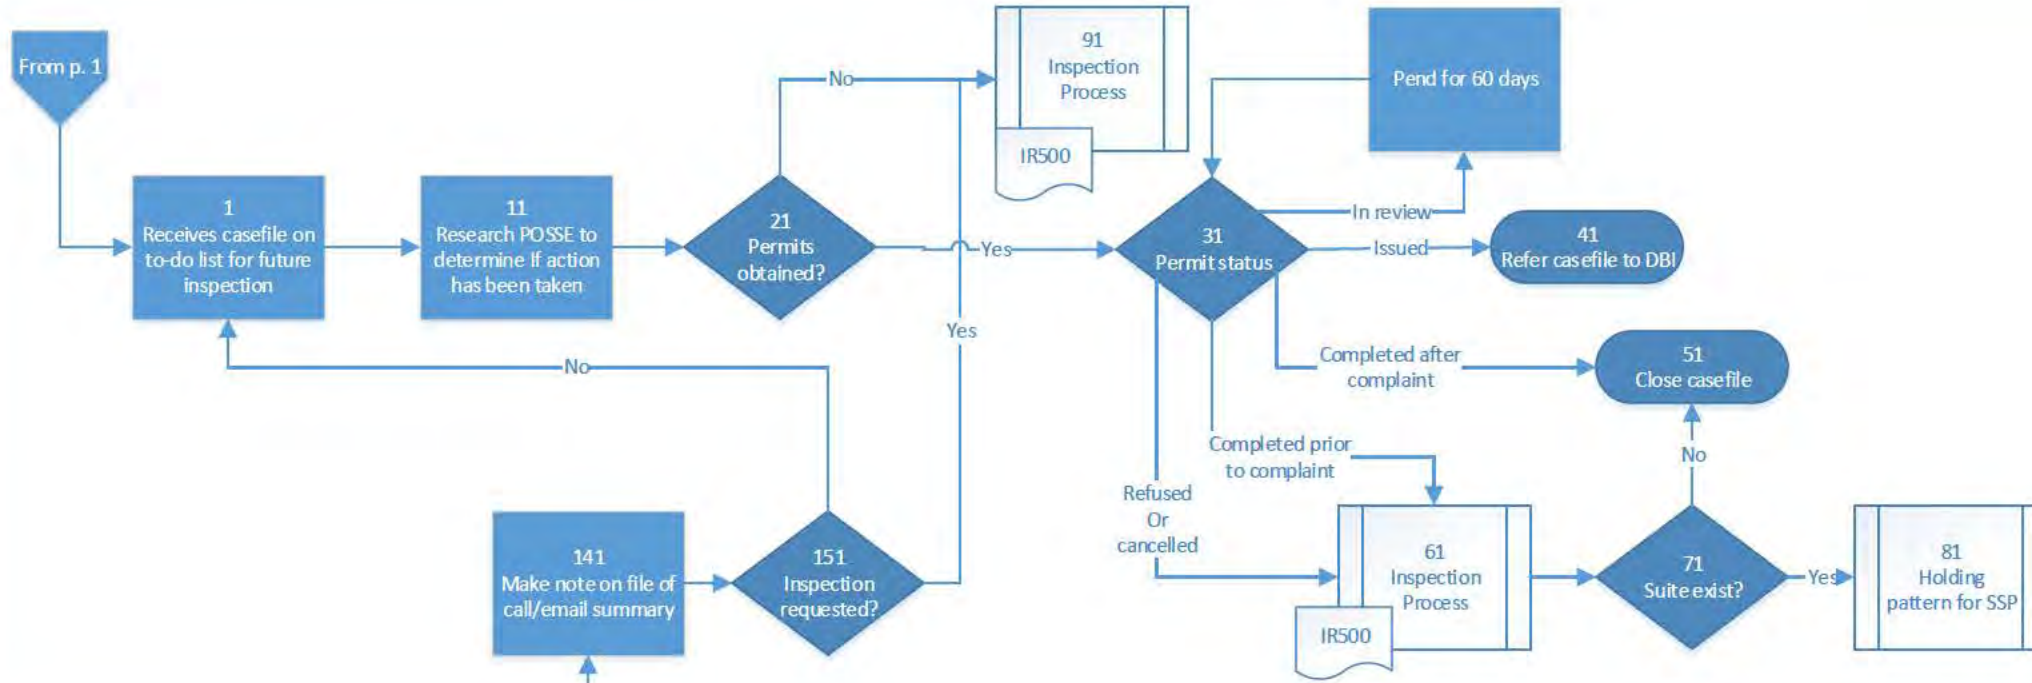 From p. 1
1
Receives casefile on
to-do list for future
inspection
11
Research POSSE to
determine If action
has been taken
21
Permits
obtained?
No
Yes
91
Inspection
Process
IR500
Pend for 60 days
31
Permit status
In review
Issued
41
Refer casefile to DBI
Completed after
complaint
51
Close casefile
Completed prior
to complaint
Refused
Or
cancelled
61
Inspection
Process
IR500
71
Suite exist?
No
Yes
81
Holding
pattern for SSP
141
Make note on file of
call/email summary
151
Inspection
requested?
No
Yes